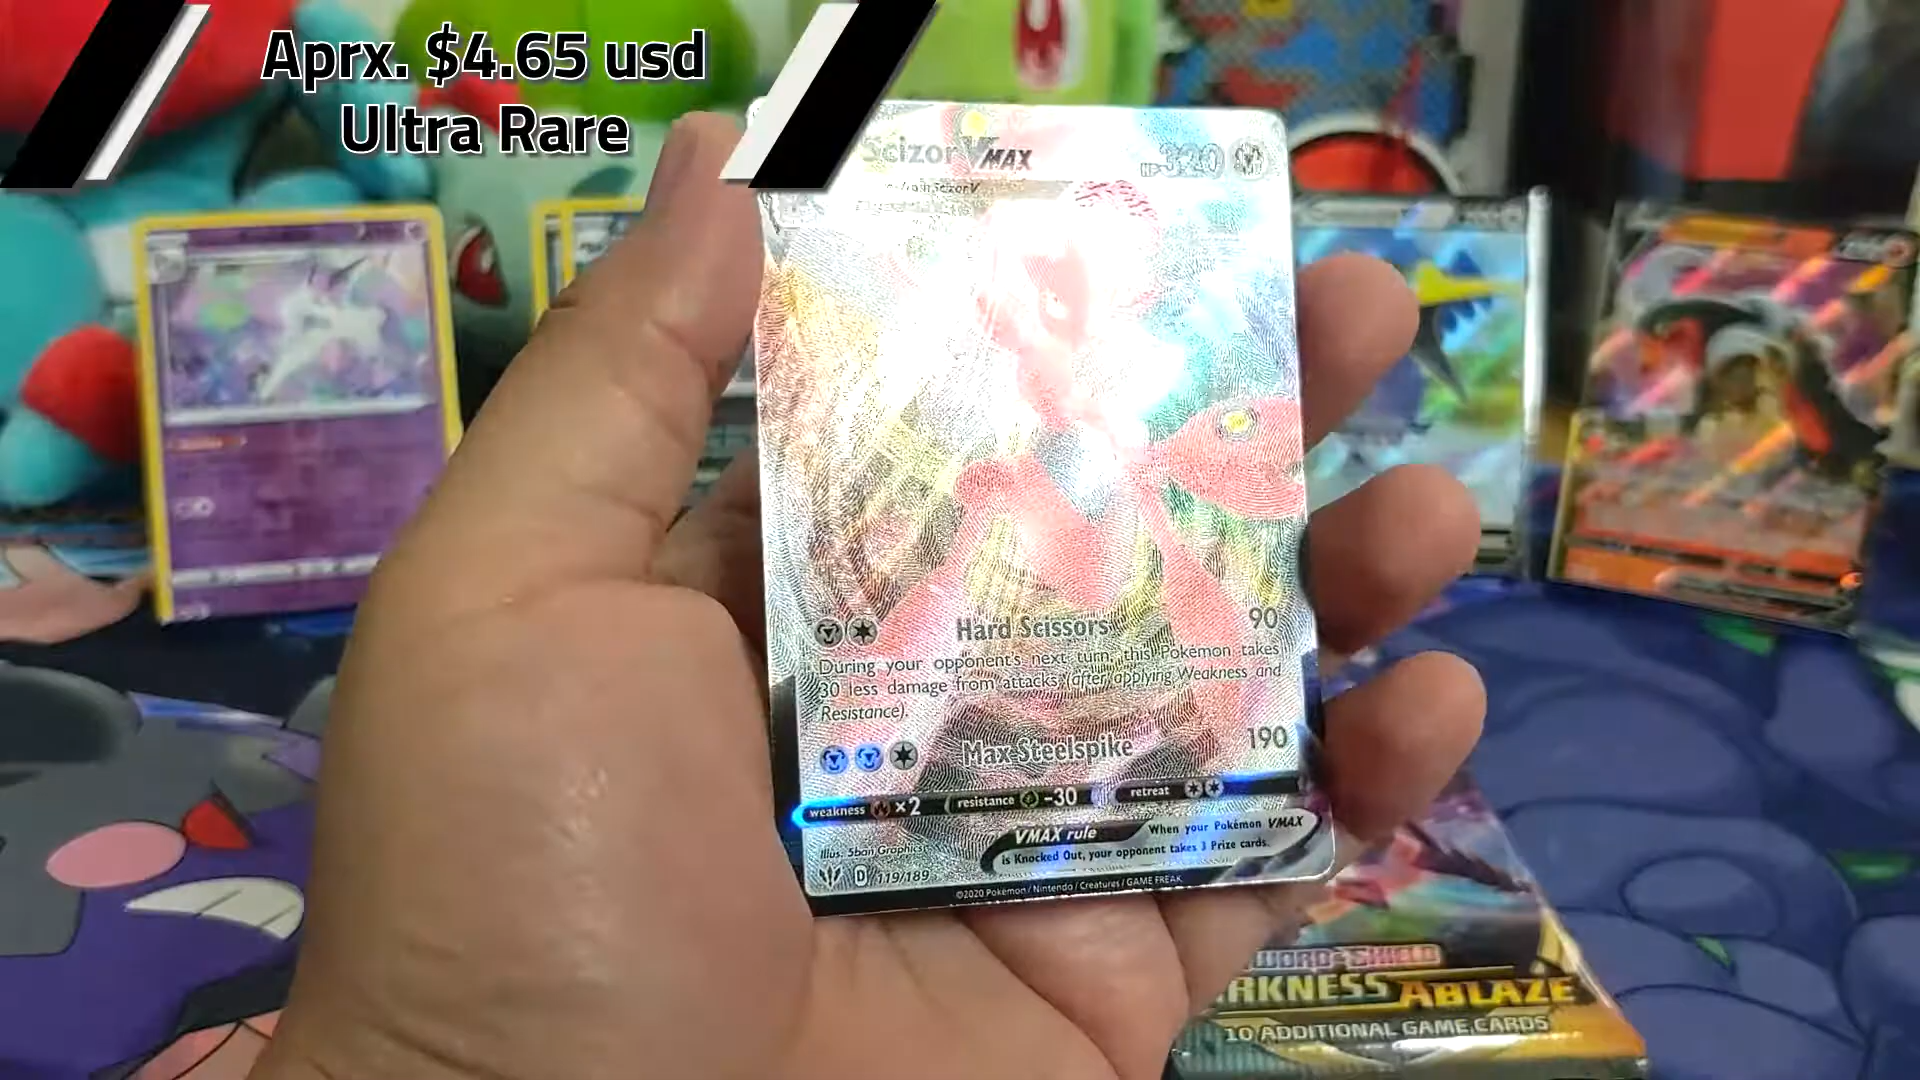 Aprx. $4.65 usd
Ultra Rare
Scizor VMAX
HP 320
Scizor V
Hard Scissors 90
During your opponent's next turn, this Pokémon takes
30 less damage from attacks (after applying Weakness and
Resistance).
Max Steelspike 190
weakness ×2 resistance -30 retreat
VMAX rule When your Pokémon VMAX
is Knocked Out, your opponent takes 3 Prize cards.
Illus. 5ban Graphics
D 119/189
©2020 Pokémon / Nintendo / Creatures / GAME FREAK
WORD & SHIELD
RKNESS ABLAZE
10 ADDITIONAL GAME CARDS